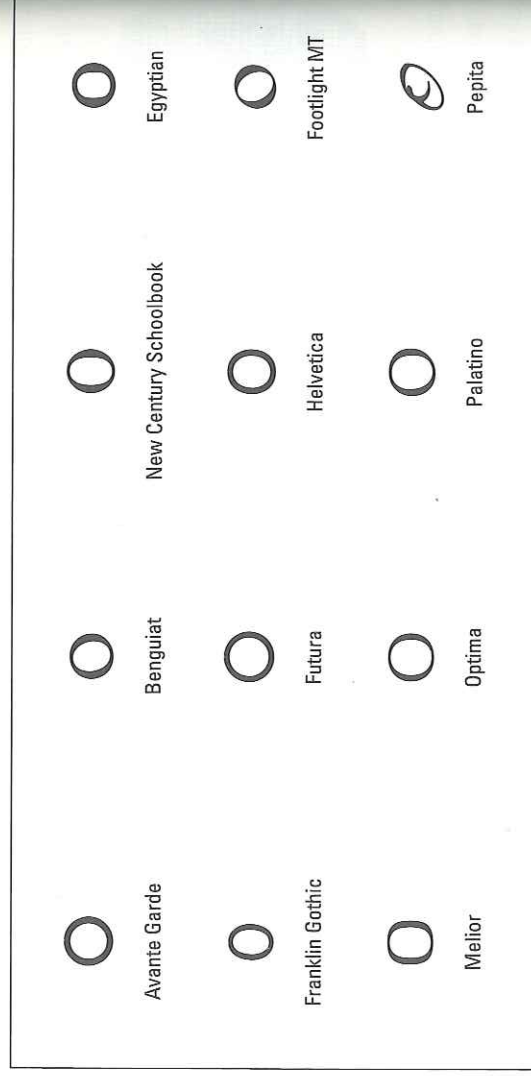 O O O O
Avante Garde Benguiat New Century Schoolbook Egyptian
O O O O
Franklin Gothic Futura Helvetica Footlight MT
O O O O
Melior Optima Palatino Pepita